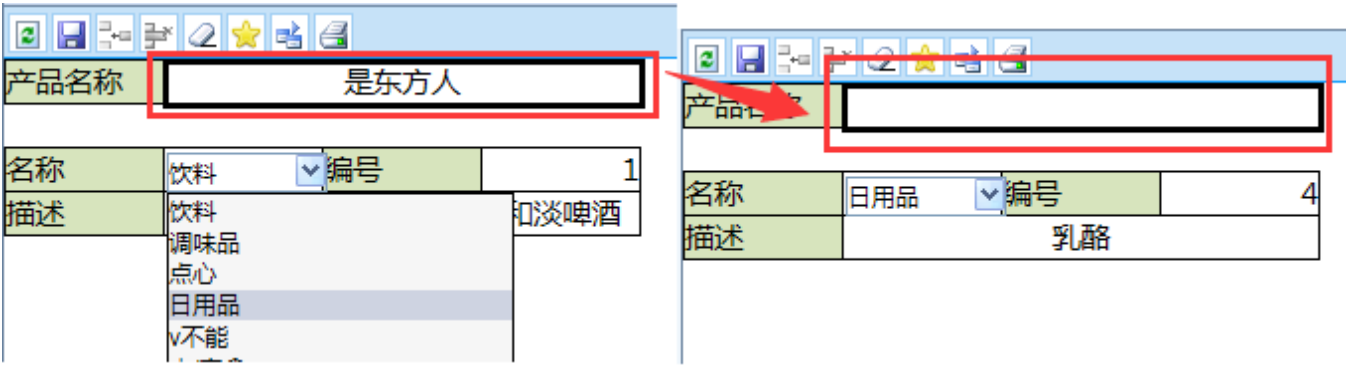 产品名称 是东方人
名称 饮料 编号 1
描述 和淡啤酒
饮料
调味品
点心
日用品
v不能
产品名称
名称 日用品 编号 4
描述 乳酪